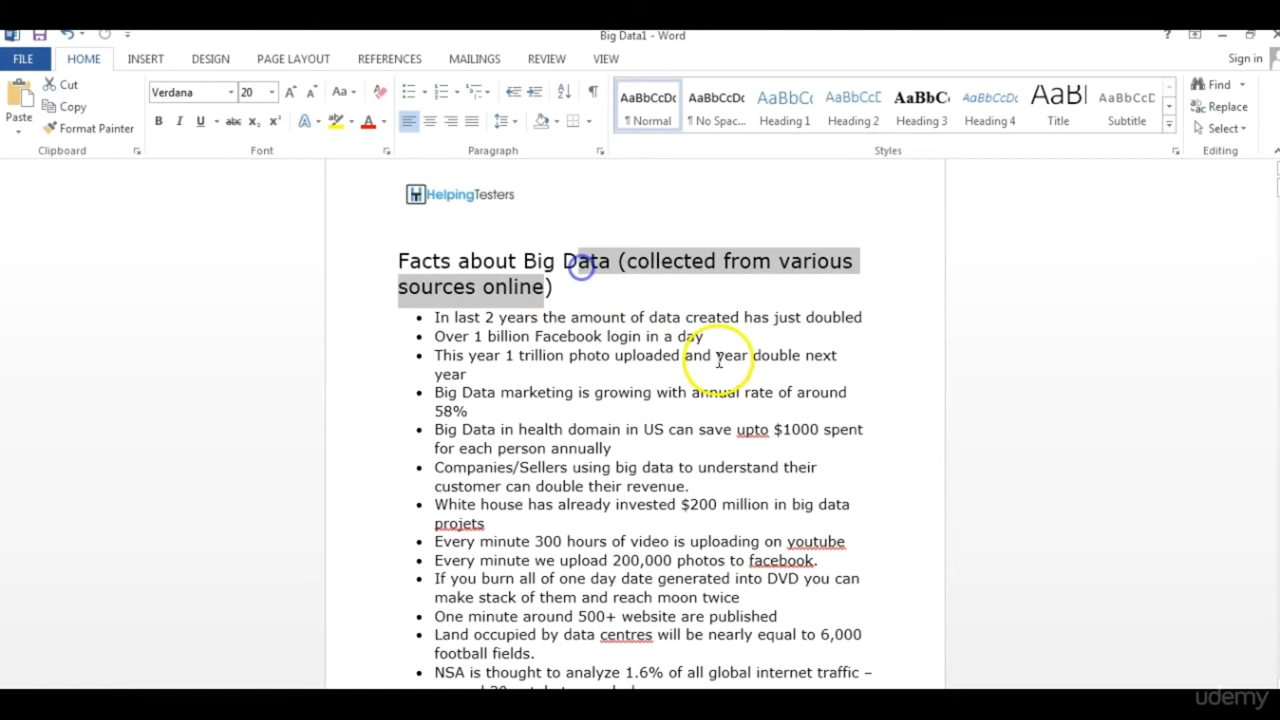 Big Data1 - Word
?
FILE HOME INSERT DESIGN PAGE LAYOUT REFERENCES MAILINGS REVIEW VIEW Sign in
Paste Cut Copy Format Painter
Verdana 20 Aa
B I U abc x₂ x² A A
AaBbCcDc AaBbCcDc AaBbCc AaBbCcD AaBbC AaBbCcDc AaBl AaBbCcD
¶ Normal ¶ No Spac... Heading 1 Heading 2 Heading 3 Heading 4 Title Subtitle
Find Replace Select
Clipboard Font Paragraph Styles Editing
HelpingTesters
Facts about Big Data (collected from various
sources online)
• In last 2 years the amount of data created has just doubled
• Over 1 billion Facebook login in a day
• This year 1 trillion photo uploaded and year double next
year
• Big Data marketing is growing with annual rate of around
58%
• Big Data in health domain in US can save upto $1000 spent
for each person annually
• Companies/Sellers using big data to understand their
customer can double their revenue.
• White house has already invested $200 million in big data
projets
• Every minute 300 hours of video is uploading on youtube
• Every minute we upload 200,000 photos to facebook.
• If you burn all of one day date generated into DVD you can
make stack of them and reach moon twice
• One minute around 500+ website are published
• Land occupied by data centres will be nearly equal to 6,000
football fields.
• NSA is thought to analyze 1.6% of all global internet traffic –
udemy